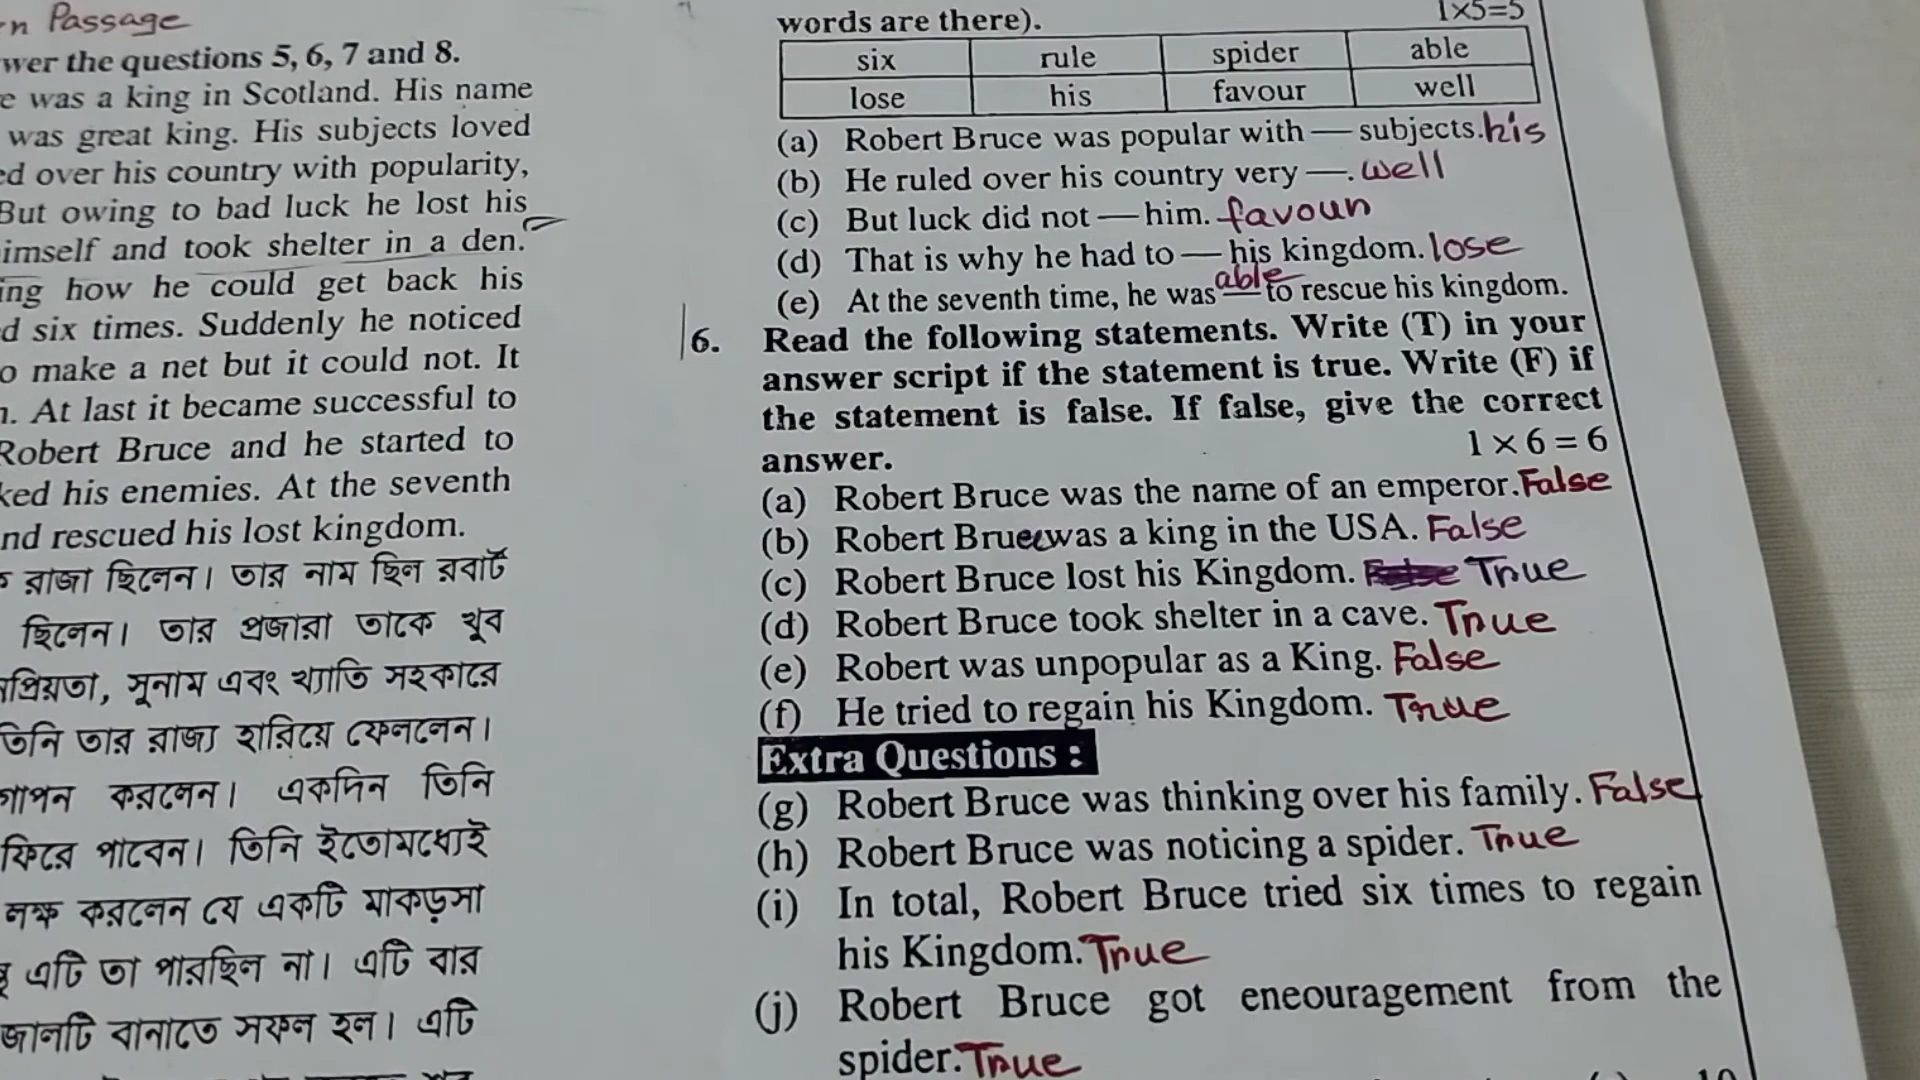 n Passage
wer the questions 5, 6, 7 and 8.
e was a king in Scotland. His name
was great king. His subjects loved
ed over his country with popularity,
But owing to bad luck he lost his
imself and took shelter in a den.
ing how he could get back his
d six times. Suddenly he noticed
o make a net but it could not. It
n. At last it became successful to
Robert Bruce and he started to
ked his enemies. At the seventh
nd rescued his lost kingdom.
ক রাজা ছিলেন। তার নাম ছিল রবার্ট
ছিলেন। তার প্রজারা তাকে খুব
প্রিয়তা, সুনাম এবং খ্যাতি সহকারে
তিনি তার রাজ্য হারিয়ে ফেললেন।
গোপন করলেন। একদিন তিনি
ফিরে পাবেন। তিনি ইতোমধ্যেই
লক্ষ করলেন যে একটি মাকড়সা
এটি তা পারছিল না। এটি বার
জালটি বানাতে সফল হল। এটি
words are there). 1×5=5
six rule spider able
lose his favour well
(a) Robert Bruce was popular with — subjects. his
(b) He ruled over his country very —. well
(c) But luck did not — him. favour
(d) That is why he had to — his kingdom. lose
(e) At the seventh time, he was — able to rescue his kingdom.
6. Read the following statements. Write (T) in your
answer script if the statement is true. Write (F) if
the statement is false. If false, give the correct
answer. 1 × 6 = 6
(a) Robert Bruce was the name of an emperor. False
(b) Robert Bruce was a king in the USA. False
(c) Robert Bruce lost his Kingdom. True
(d) Robert Bruce took shelter in a cave. True
(e) Robert was unpopular as a King. False
(f) He tried to regain his Kingdom. True
Extra Questions :
(g) Robert Bruce was thinking over his family. False
(h) Robert Bruce was noticing a spider. True
(i) In total, Robert Bruce tried six times to regain
his Kingdom. True
(j) Robert Bruce got eneouragement from the
spider. True